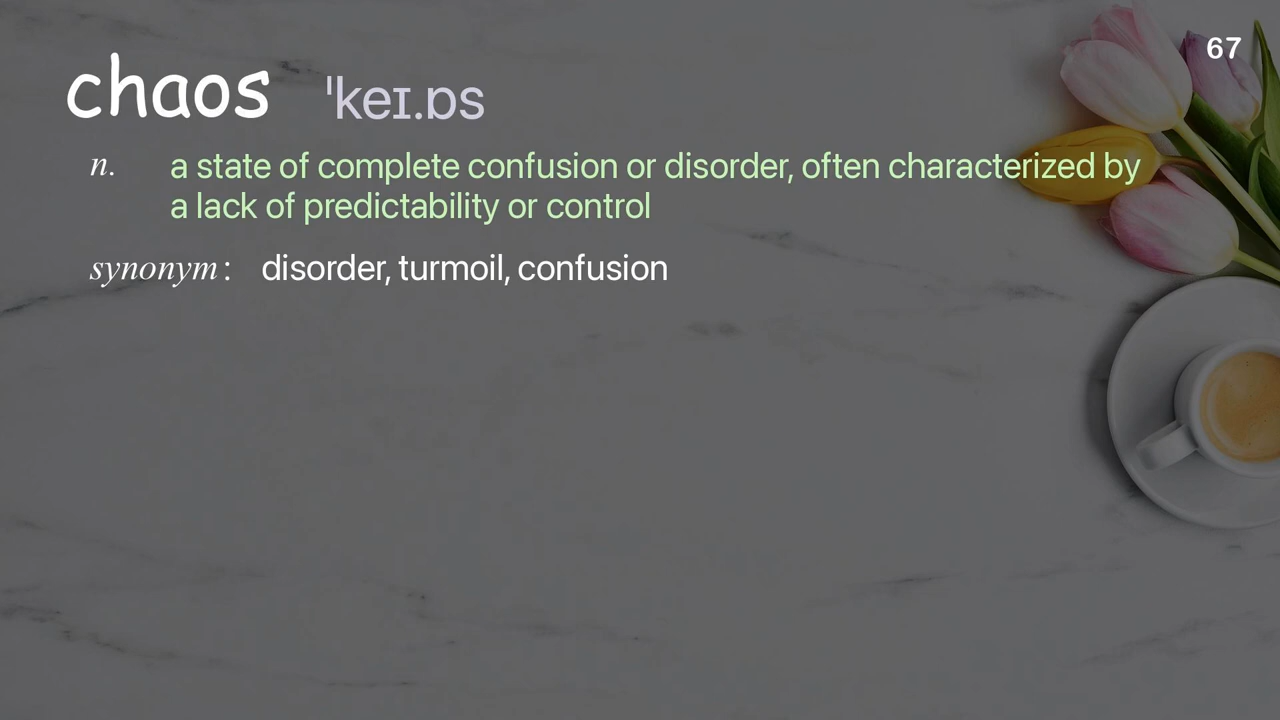 67
chaos ˈkeɪ.ɒs
n. a state of complete confusion or disorder, often characterized by
a lack of predictability or control
synonym: disorder, turmoil, confusion